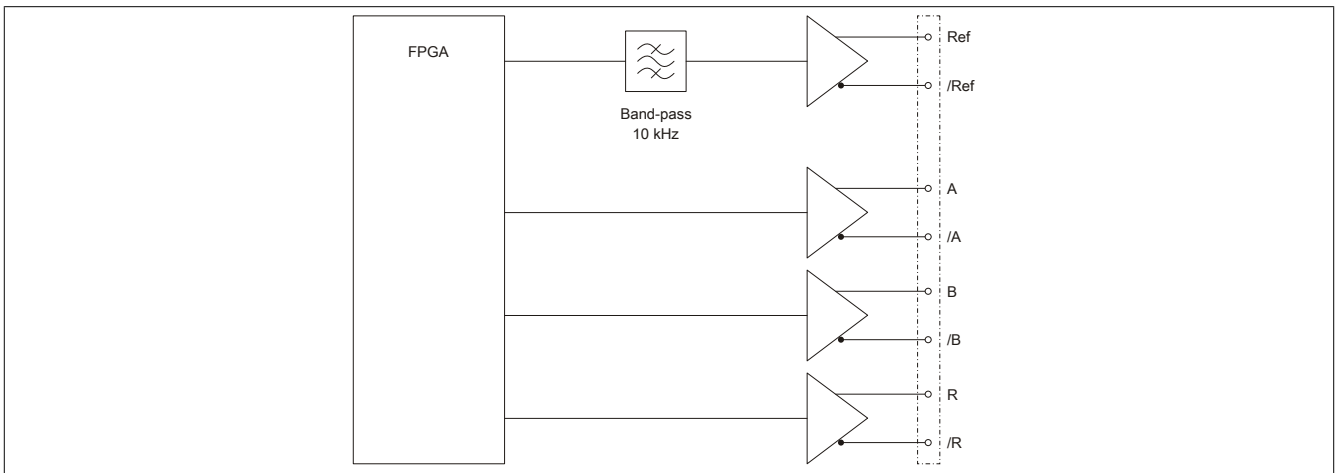 FPGA
Band-pass
10 kHz
Ref
/Ref
A
/A
B
/B
R
/R